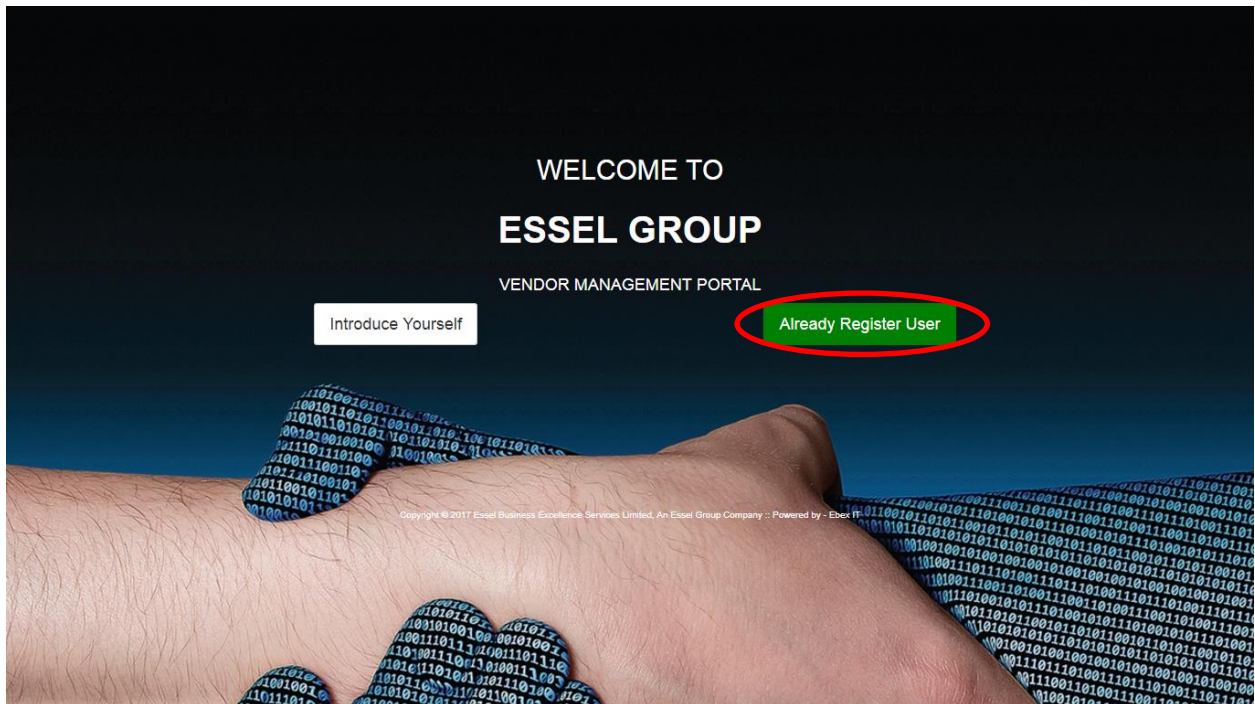 WELCOME TO
ESSEL GROUP
VENDOR MANAGEMENT PORTAL
Introduce Yourself
Already Register User
Copyright © 2017 Essel Business Excellence Services Limited, An Essel Group Company :: Powered by - Ebex IT